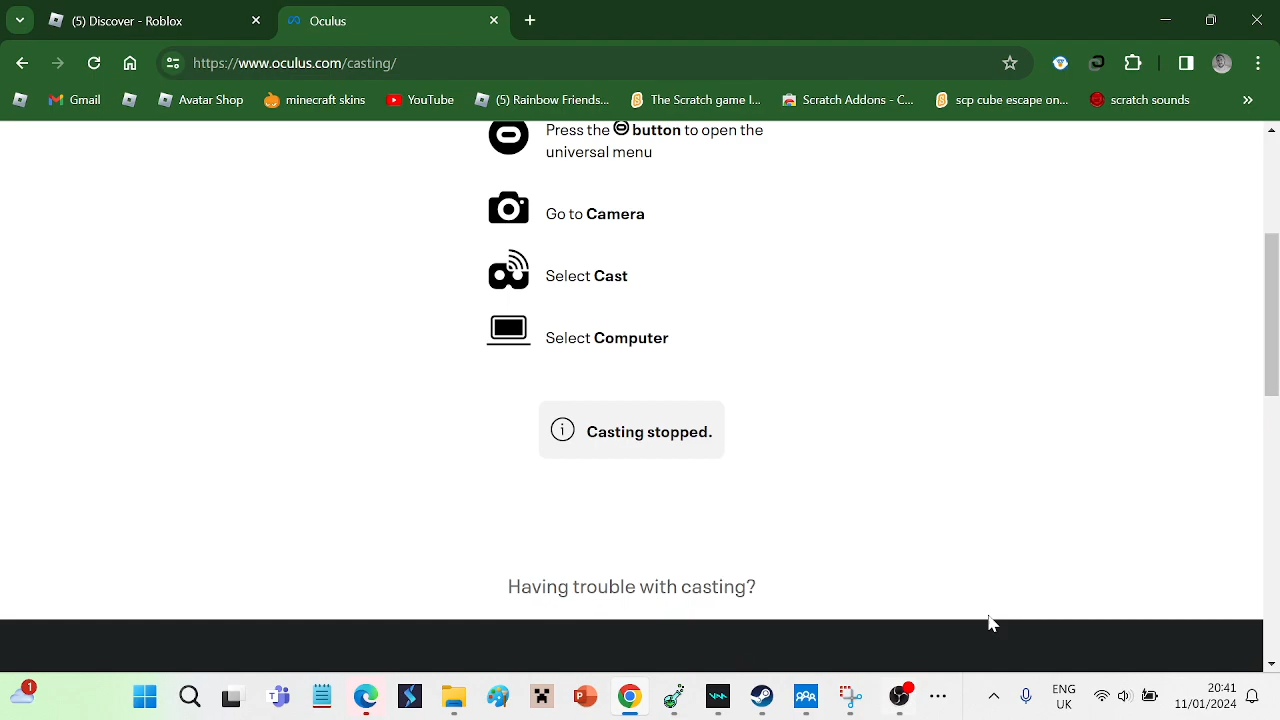 (5) Discover - Roblox
Oculus
https://www.oculus.com/casting/
Gmail
Avatar Shop
minecraft skins
YouTube
(5) Rainbow Friends...
The Scratch game I...
Scratch Addons - C...
scp cube escape on...
scratch sounds
Press the button to open the
universal menu
Go to Camera
Select Cast
Select Computer
Casting stopped.
Having trouble with casting?
1
ENG
UK
20:41
11/01/2024